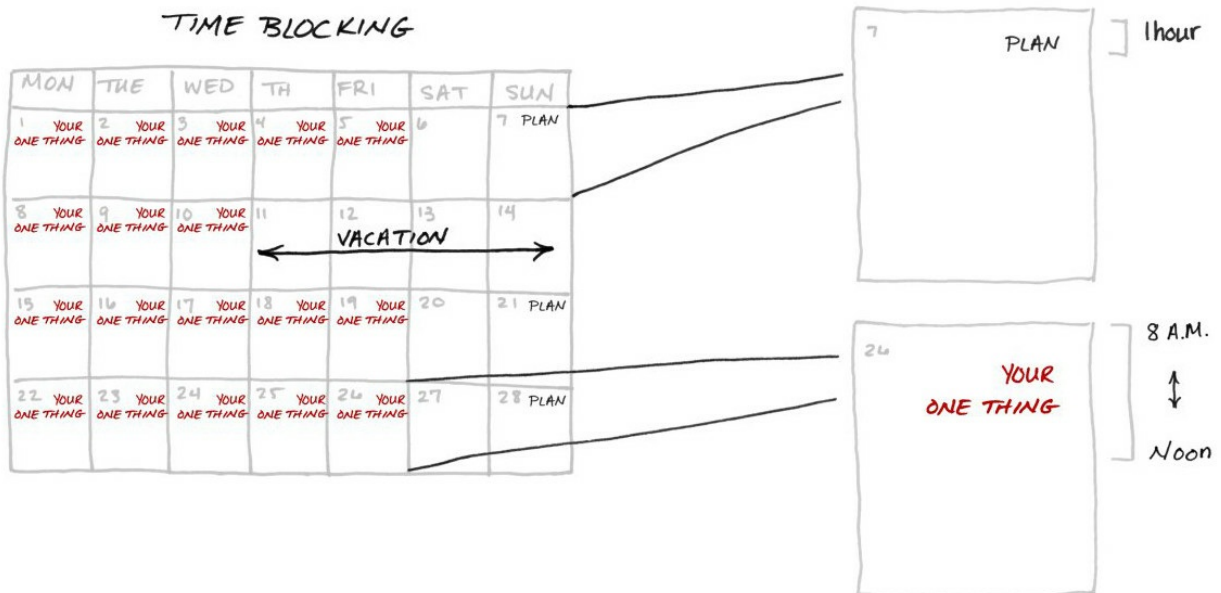 TIME BLOCKING
MON TUE WED TH FRI SAT SUN
1 YOUR 2 YOUR 3 YOUR 4 YOUR 5 YOUR 6 7 PLAN
ONE THING ONE THING ONE THING ONE THING ONE THING
8 YOUR 9 YOUR 10 YOUR 11 12 13 14
ONE THING ONE THING ONE THING
VACATION
15 YOUR 16 YOUR 17 YOUR 18 YOUR 19 YOUR 20 21 PLAN
ONE THING ONE THING ONE THING ONE THING ONE THING
22 YOUR 23 YOUR 24 YOUR 25 YOUR 26 YOUR 27 28 PLAN
ONE THING ONE THING ONE THING ONE THING ONE THING
7
PLAN
1hour
26
YOUR
ONE THING
8 A.M.
Noon